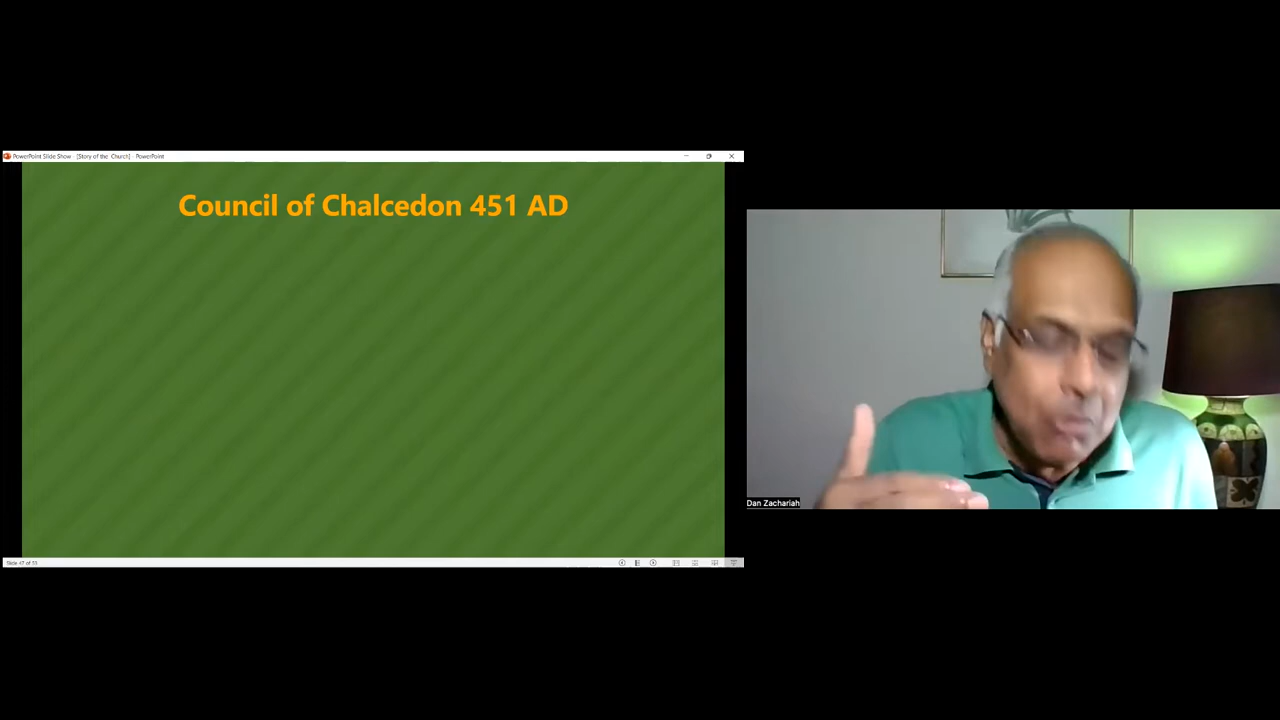 PowerPoint Slide Show - [Story of the Church] - PowerPoint
Council of Chalcedon 451 AD
Dan Zachariah